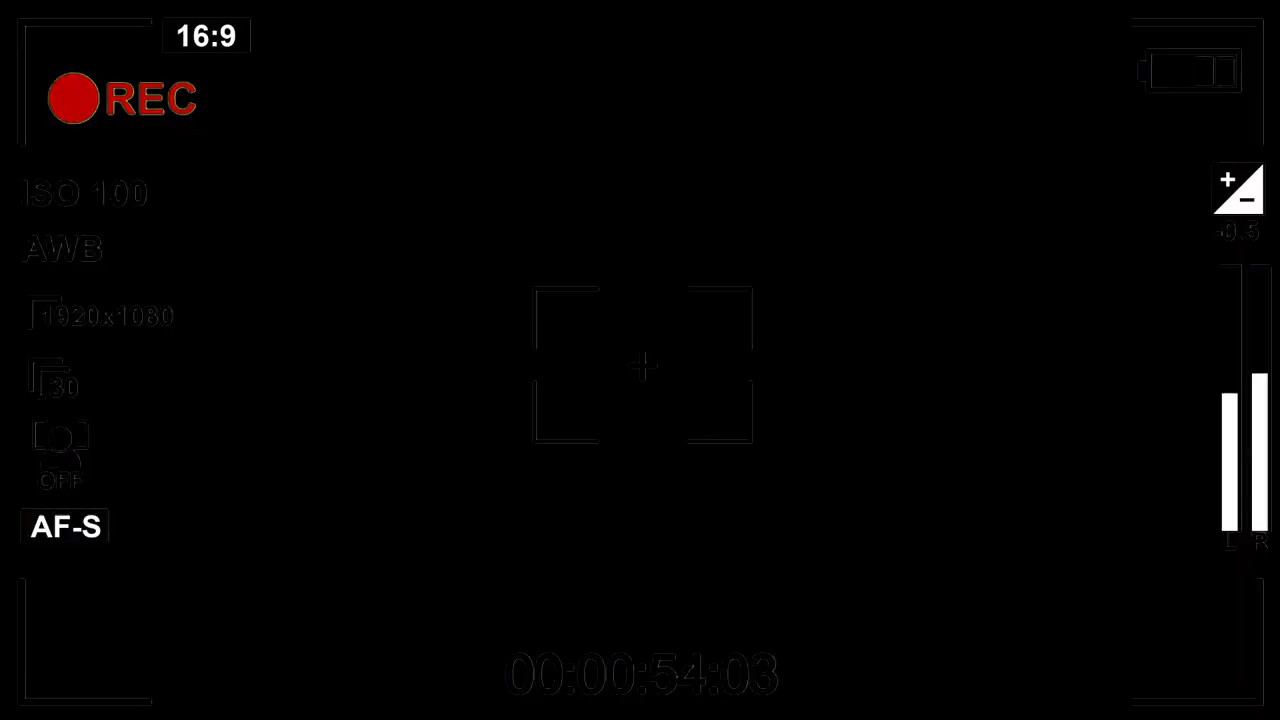 16:9
REC
ISO 100
AWB
-0.5
1920x1080
30
OFF
AF-S
L R
00:00:54:03